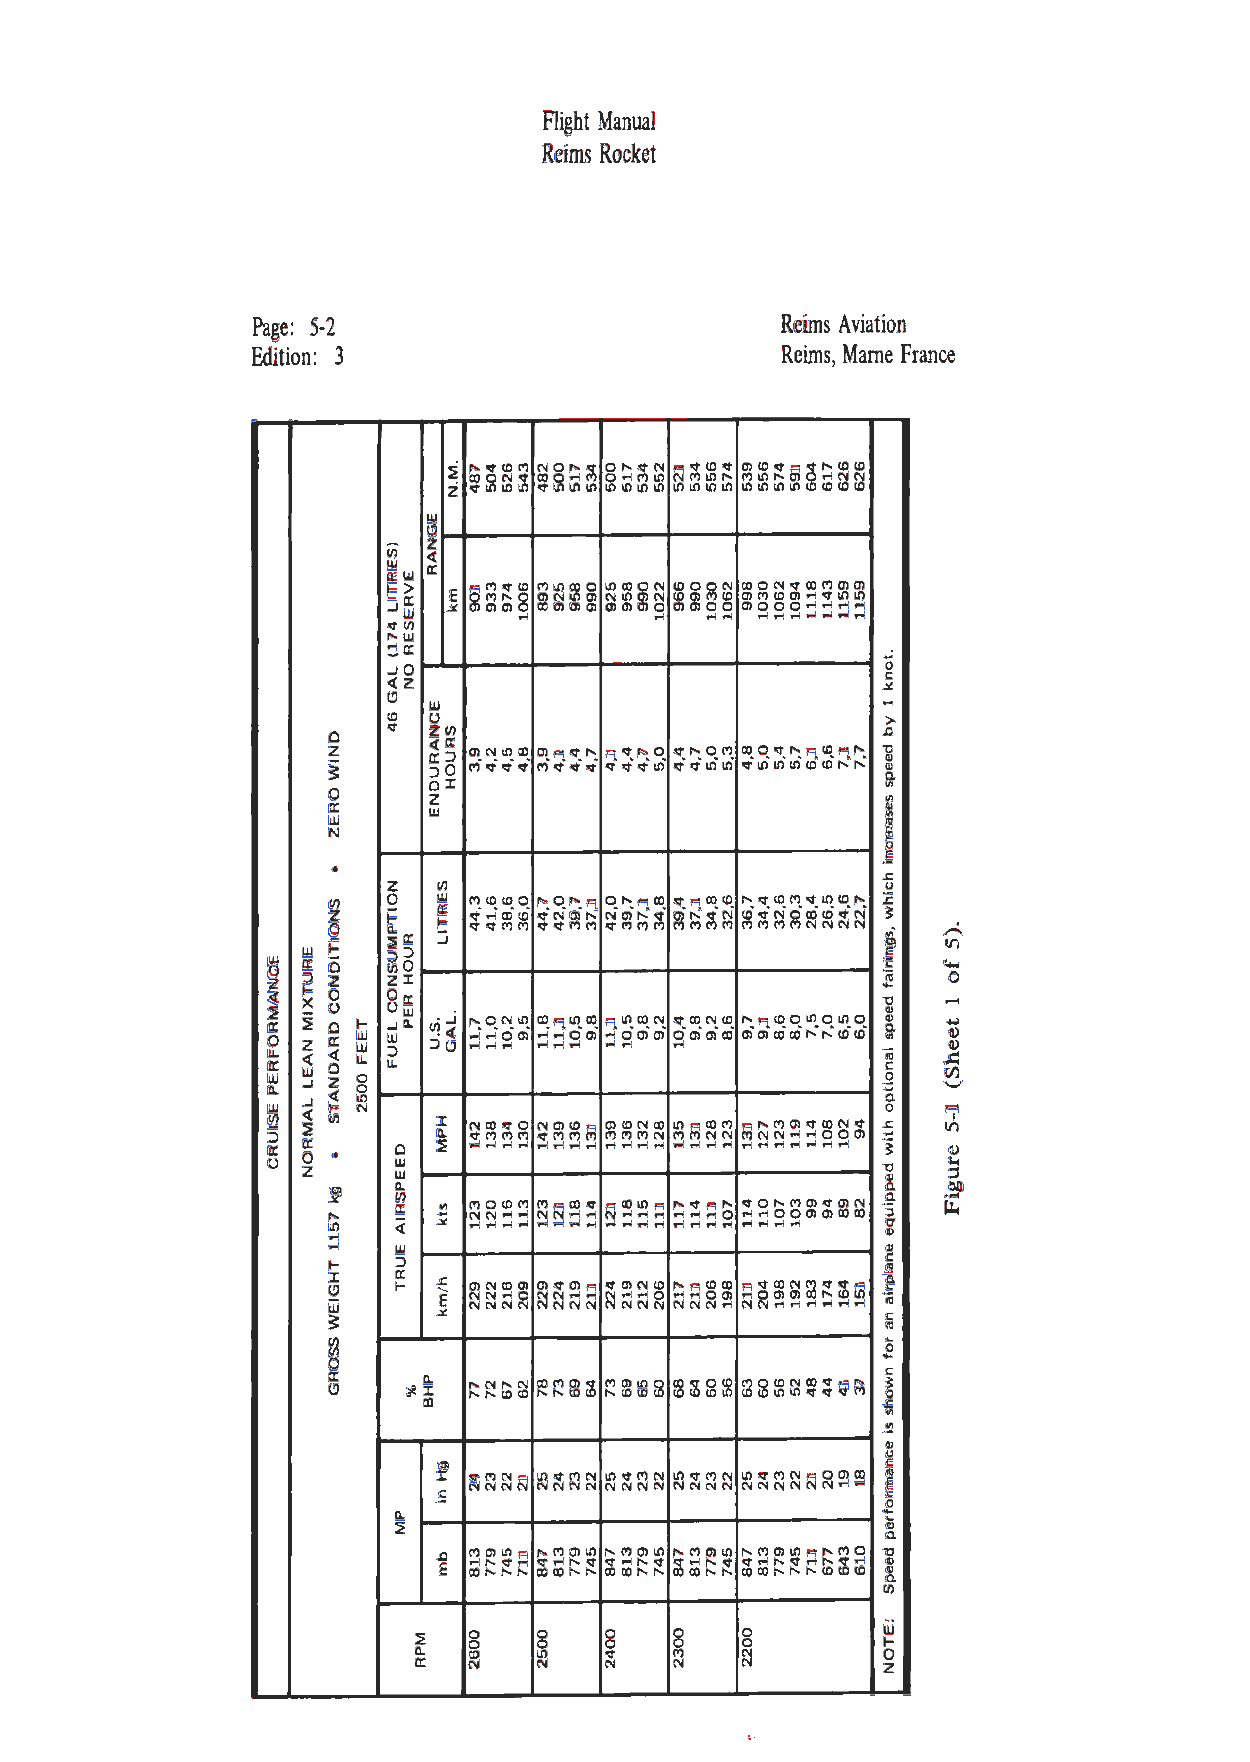 Flight Manual
Reims Rocket
Page: 5-2
Reims Aviation
Edition: 3
Reims, Marne France
CRUISE PERFORMANCE
NORMAL LEAN MIXTURE
GROSS WEIGHT 1157 kg • STANDARD CONDITIONS • ZERO WIND
2500 FEET
RPM MP % BHP TRUE AIRSPEED FUEL CONSUMPTION PER HOUR 46 GAL (174 LITRES) NO RESERVE
mb in Hg km/h kts MPH U.S. GAL. LITRES ENDURANCE HOURS RANGE km N.M.
2600 813 24 77 229 123 142 11,7 44,3 3,9 901 487
779 23 72 222 120 138 11,0 41,6 4,2 933 504
745 22 67 216 116 134 10,2 38,6 4,5 974 526
711 21 62 209 113 130 9,5 36,0 4,8 1006 543
2500 847 25 78 229 123 142 11,8 44,7 3,9 893 482
813 24 73 224 121 139 11,1 42,0 4,1 925 500
779 23 69 219 118 136 10,5 39,7 4,4 958 517
745 22 64 211 114 131 9,8 37,1 4,7 990 534
2400 847 25 73 224 121 139 11,1 42,0 4,1 925 500
813 24 69 219 118 136 10,5 39,7 4,4 958 517
779 23 65 212 115 132 9,8 37,1 4,7 990 534
745 22 60 206 111 128 9,2 34,8 5,0 1022 552
2300 847 25 68 217 117 135 10,4 39,4 4,4 966 521
813 24 64 211 114 131 9,8 37,1 4,7 990 534
779 23 60 206 111 128 9,2 34,8 5,0 1030 556
745 22 56 198 107 123 8,6 32,6 5,3 1062 574
2200 847 25 63 211 114 131 9,7 36,7 4,8 998 539
813 24 60 204 110 127 9,1 34,4 5,0 1030 556
779 23 56 198 107 123 8,6 32,6 5,4 1062 574
745 22 52 192 103 119 8,0 30,3 5,7 1094 591
711 21 48 183 99 114 7,5 28,4 6,1 1118 604
677 20 44 174 94 108 7,0 26,5 6,6 1143 617
643 19 41 164 89 102 6,5 24,6 7,1 1159 626
610 18 37 151 82 94 6,0 22,7 7,7 1159 626
NOTE: Speed performance is shown for an airplane equipped with optional speed fairings, which increases speed by 1 knot.
Figure 5-1 (Sheet 1 of 5).